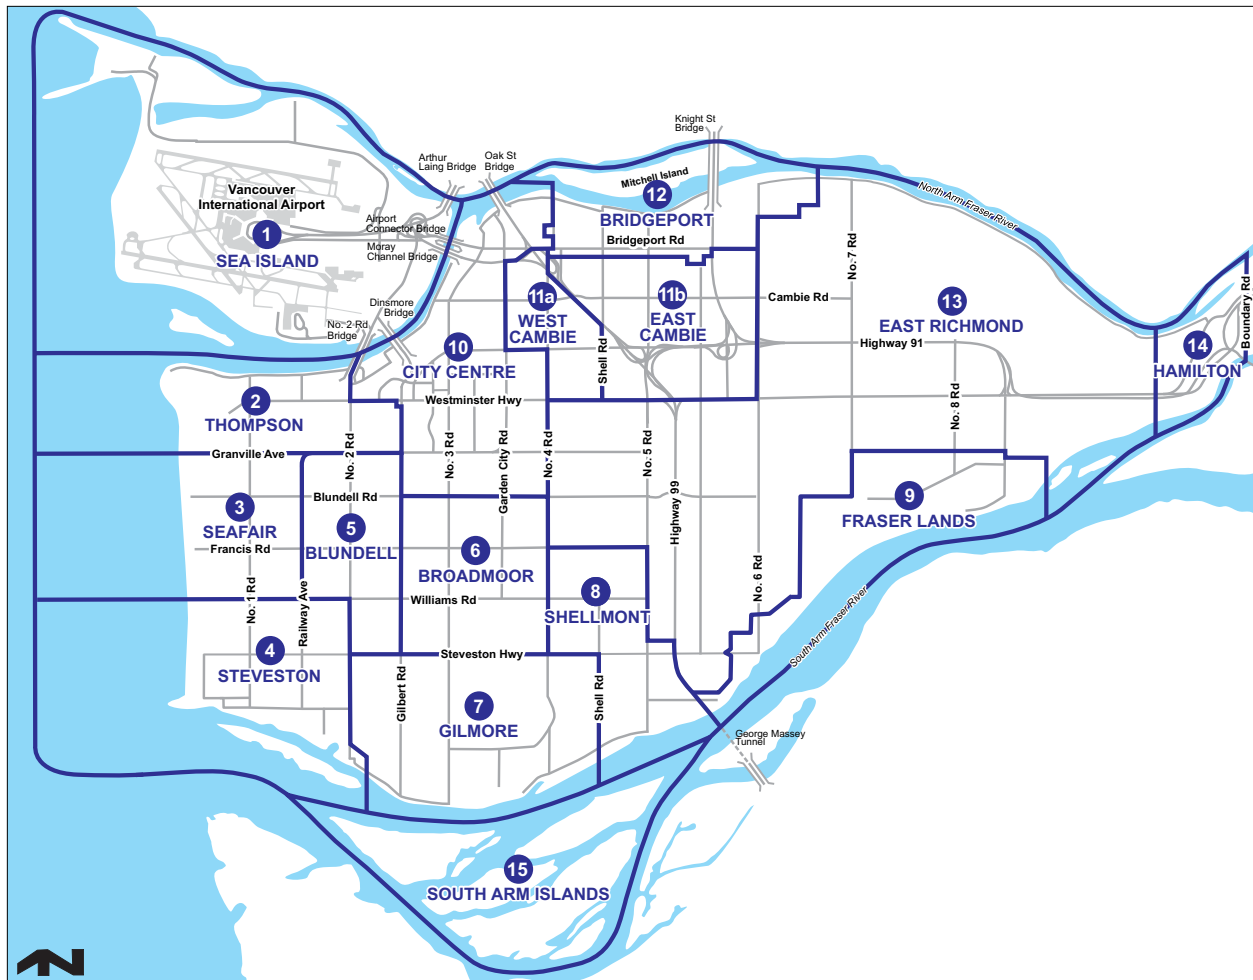 Knight St
Bridge
Arthur
Laing Bridge
Oak St
Bridge
Mitchell Island
12
BRIDGEPORT
Bridgeport Rd
North Arm Fraser River
Vancouver
International Airport
1
SEA ISLAND
Airport
Connector Bridge
Moray
Channel Bridge
Dinsmore
Bridge
No. 2 Rd
Bridge
11a
WEST
CAMBIE
11b
EAST
CAMBIE
Cambie Rd
No. 7 Rd
13
EAST RICHMOND
Highway 91
Boundary Rd
14
HAMILTON
10
CITY CENTRE
Shell Rd
Westminster Hwy
2
THOMPSON
Granville Ave
No. 2 Rd
No. 3 Rd
Garden City Rd
No. 4 Rd
No. 5 Rd
Highway 99
No. 8 Rd
Blundell Rd
3
SEAFAIR
Francis Rd
5
BLUNDELL
6
BROADMOOR
9
FRASER LANDS
No. 1 Rd
Railway Ave
Williams Rd
8
SHELLMONT
No. 6 Rd
South Arm Fraser River
4
STEVESTON
Steveston Hwy
Gilbert Rd
7
GILMORE
Shell Rd
George Massey
Tunnel
15
SOUTH ARM ISLANDS
N